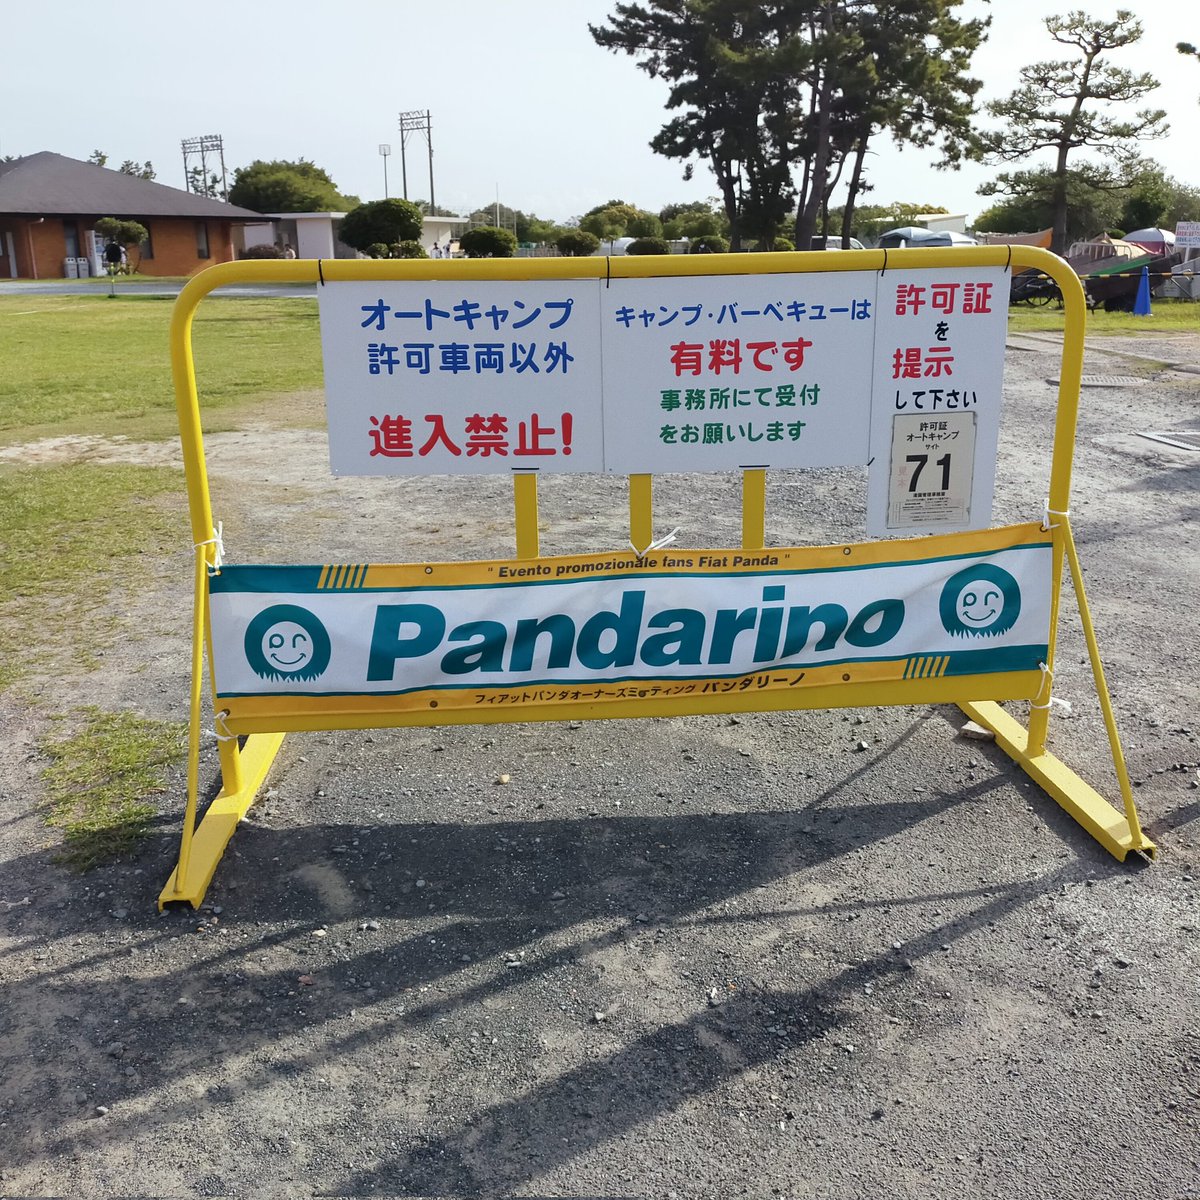 オートキャンプ
許可車両以外
進入禁止!
キャンプ・バーベキューは
有料です
事務所にて受付
をお願いします
許可証
を
提示
して下さい
許可証
オートキャンプ
サイト
見本
71
" Evento promozionale fans Fiat Panda "
Pandarino
フィアットパンダオーナーズミーティング パンダリーノ